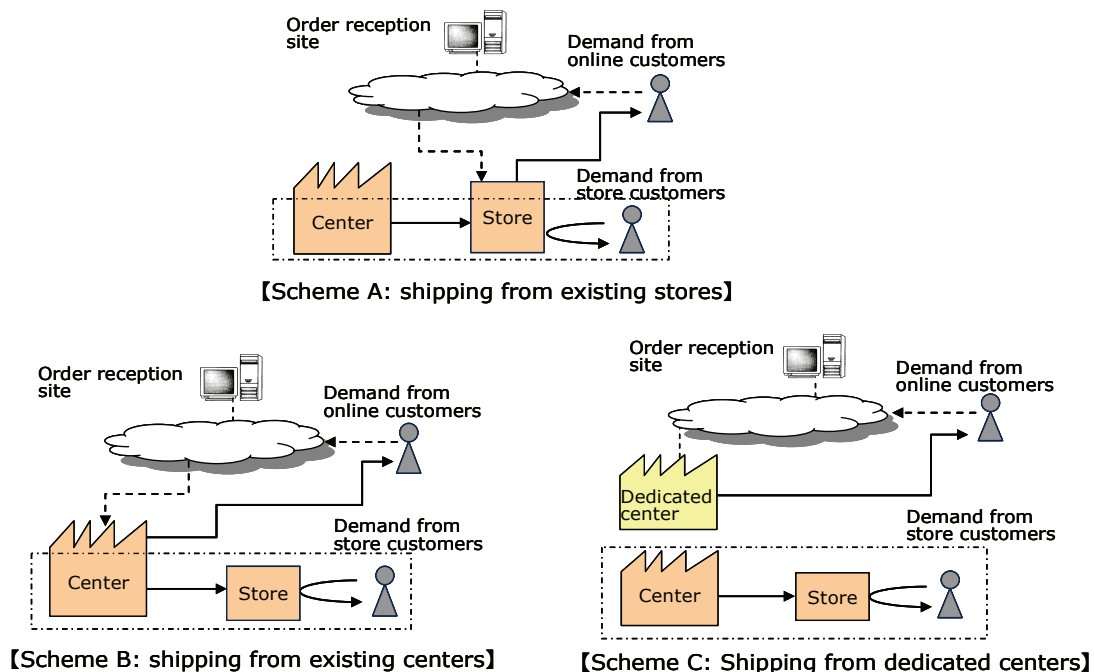 Order reception
site
Demand from
online customers
Demand from
store customers
Center
Store
【Scheme A: shipping from existing stores】
Order reception
site
Demand from
online customers
Demand from
store customers
Center
Store
【Scheme B: shipping from existing centers】
Order reception
site
Demand from
online customers
Dedicated
center
Demand from
store customers
Center
Store
【Scheme C: Shipping from dedicated centers】